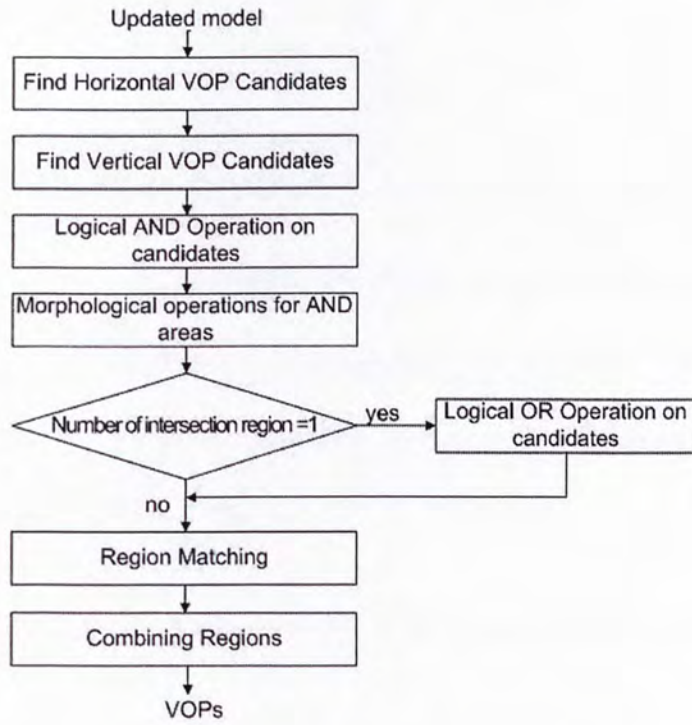 Updated model
Find Horizontal VOP Candidates
Find Vertical VOP Candidates
Logical AND Operation on
candidates
Morphological operations for AND
areas
Number of intersection region =1
yes
Logical OR Operation on
candidates
no
Region Matching
Combining Regions
VOPs